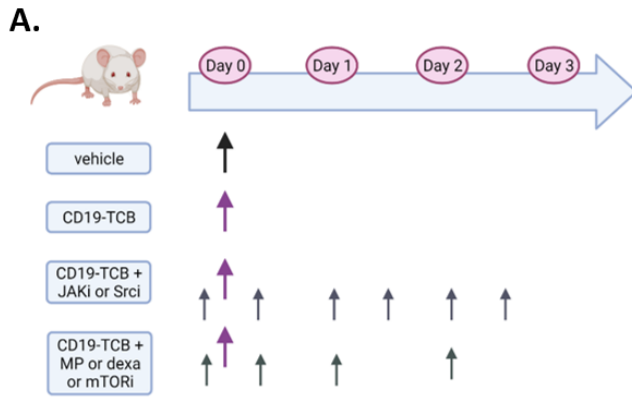 A.
Day 0 Day 1 Day 2 Day 3
vehicle
CD19-TCB
CD19-TCB +
JAKi or Srci
CD19-TCB +
MP or dexa
or mTORi